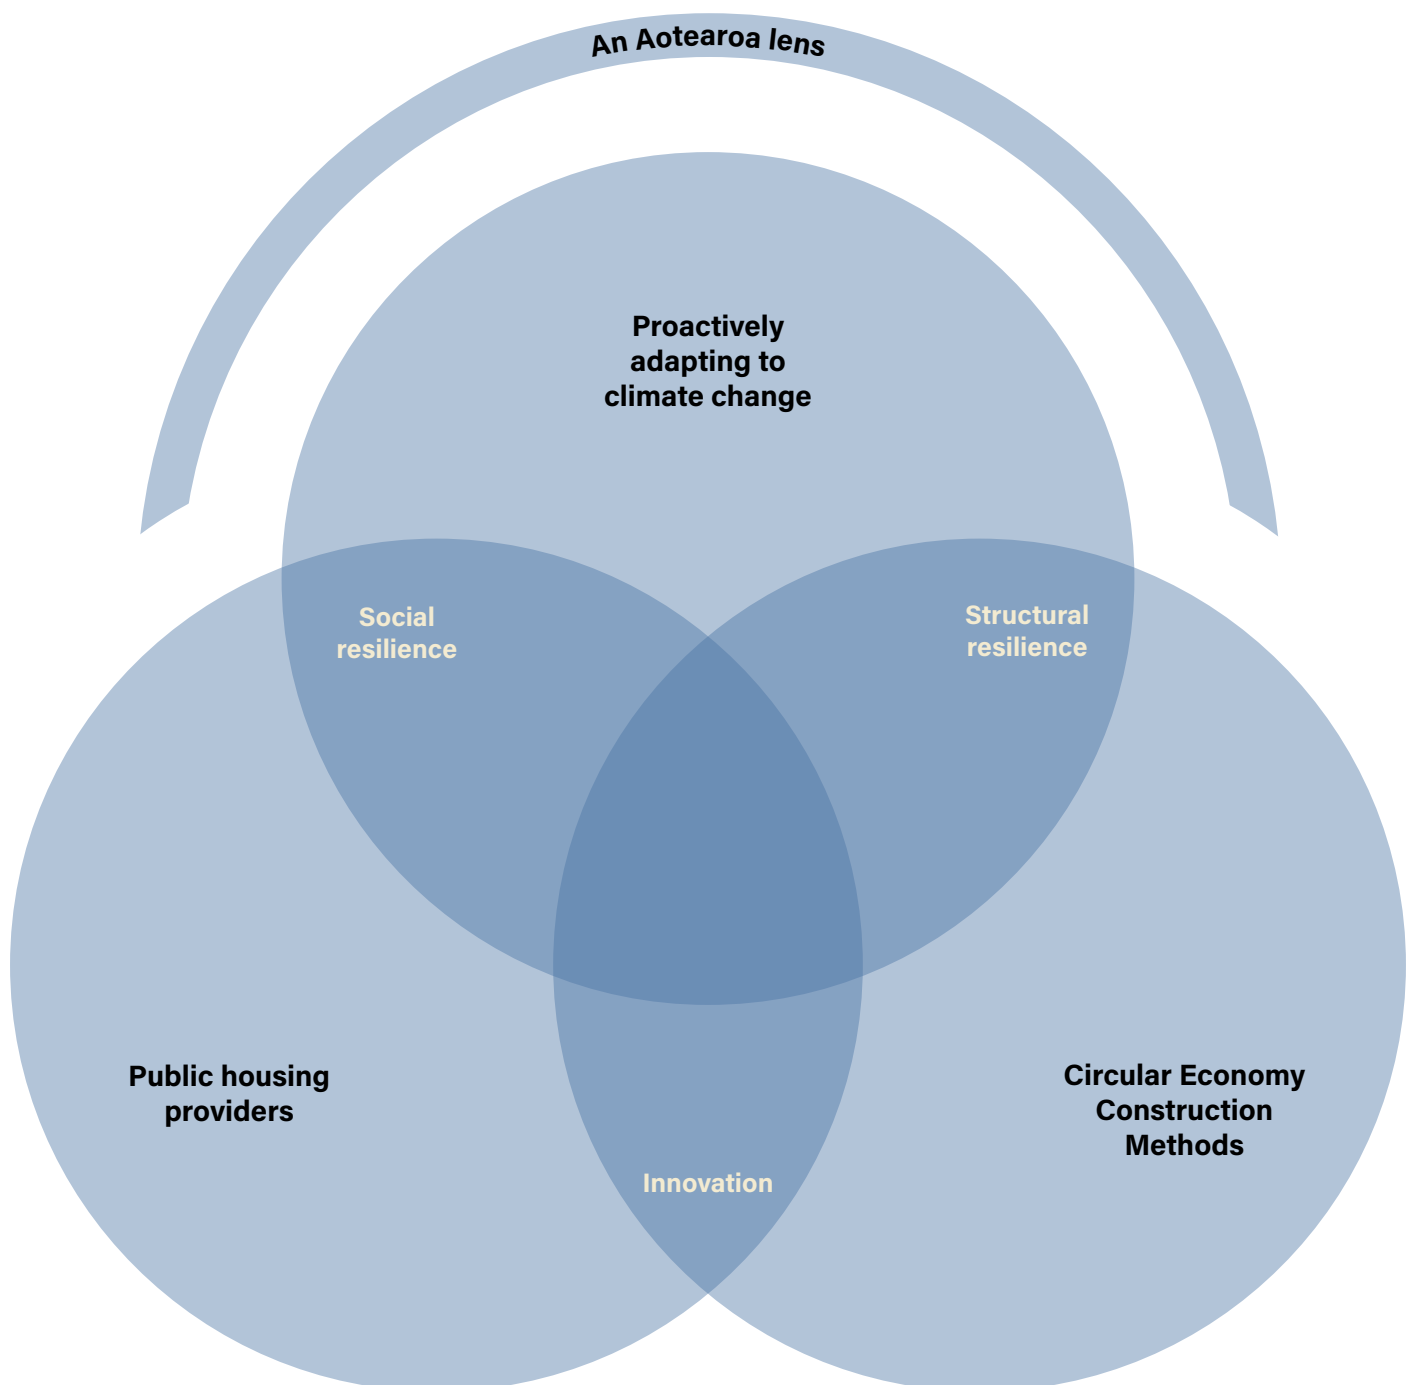 An Aotearoa lens
Proactively
adapting to
climate change
Social
resilience
Structural
resilience
Public housing
providers
Circular Economy
Construction
Methods
Innovation